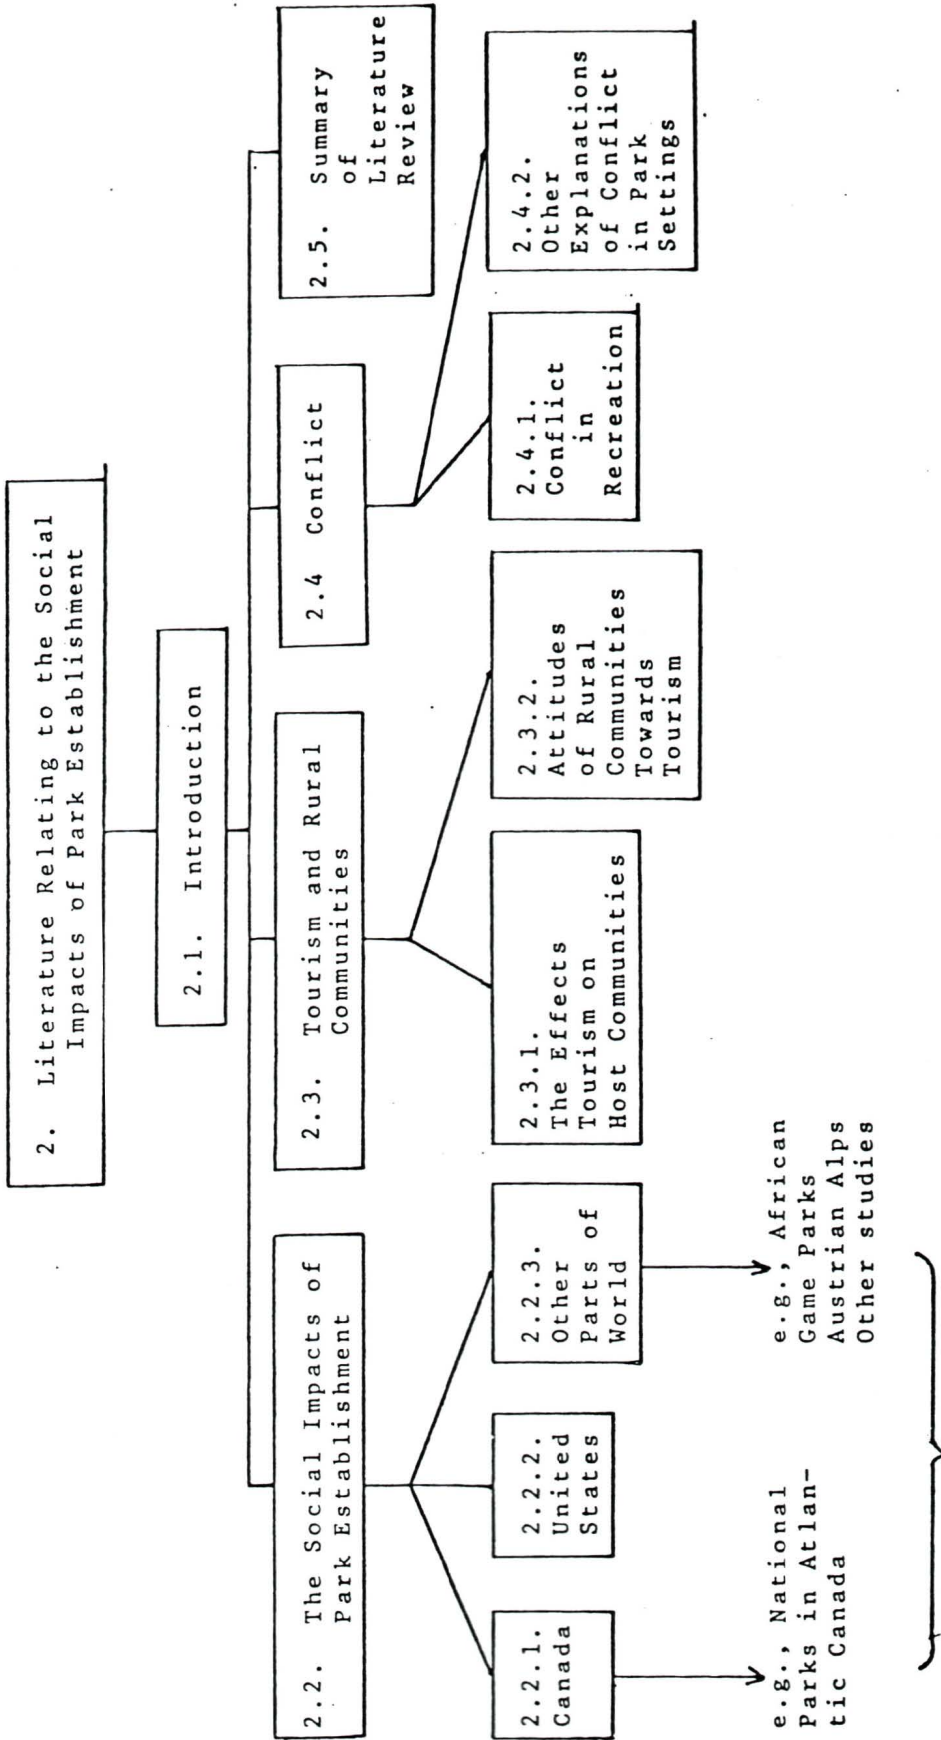 2. Literature Relating to the Social
Impacts of Park Establishment
2.1. Introduction
2.2. The Social Impacts of
Park Establishment
2.3. Tourism and Rural
Communities
2.4 Conflict
2.5. Summary
of
Literature
Review
2.2.1.
Canada
2.2.2.
United
States
2.2.3.
Other
Parts of
World
2.3.1.
The Effects
Tourism on
Host Communities
2.3.2.
Attitudes
of Rural
Communities
Towards
Tourism
2.4.1.
Conflict
in
Recreation
2.4.2.
Other
Explanations
of Conflict
in Park
Settings
e.g., National
Parks in Atlan-
tic Canada
e.g., African
Game Parks
Austrian Alps
Other studies